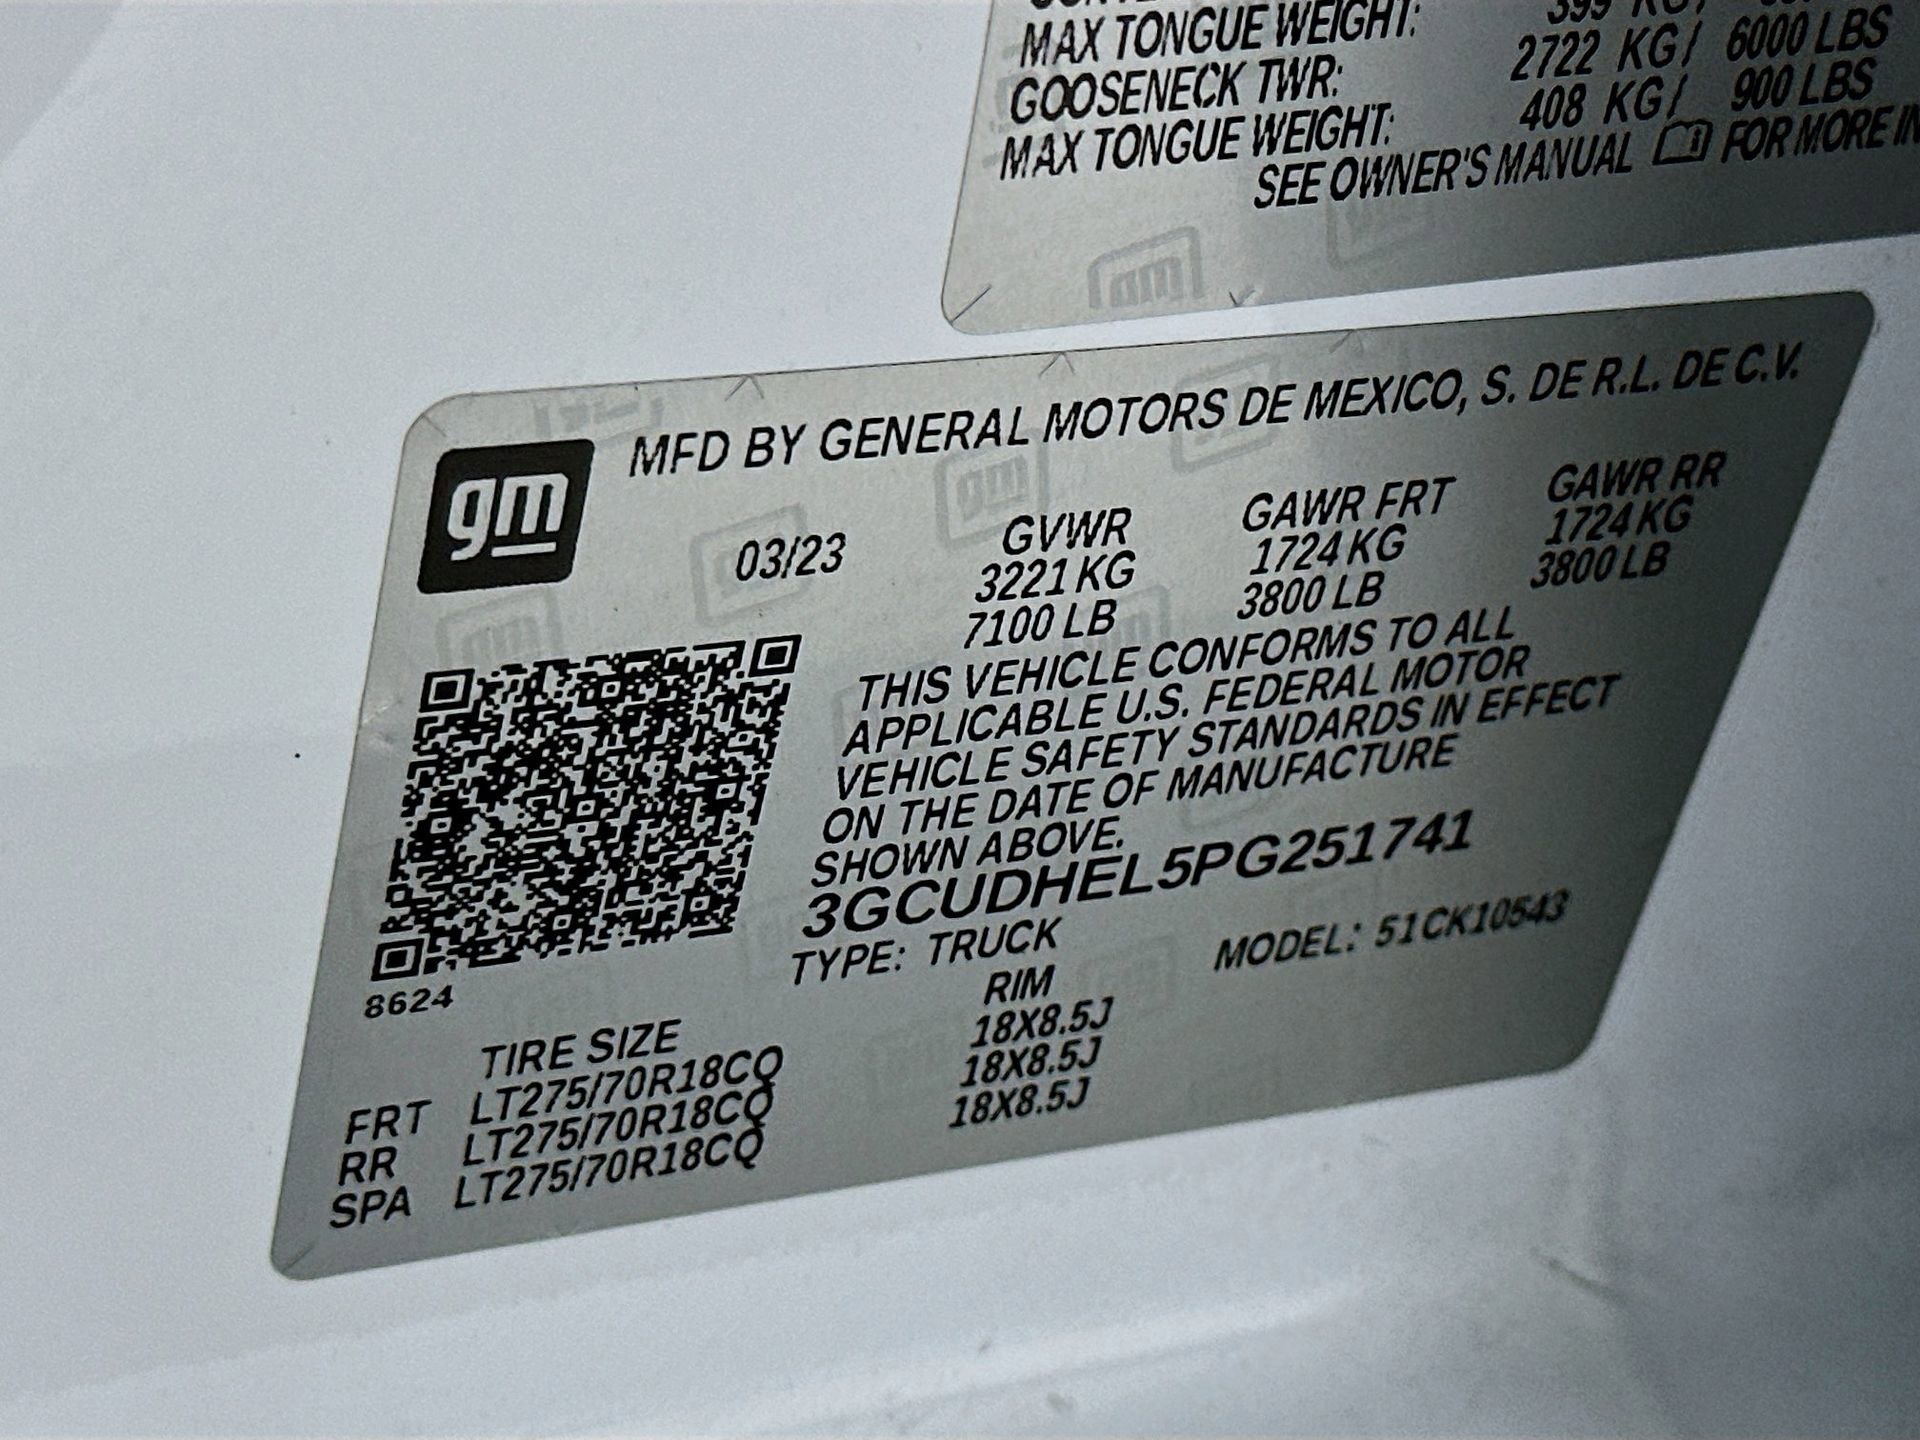 MAX TONGUE WEIGHT: 399 KG/
GOOSENECK TWR: 2722 KG/ 6000 LBS
MAX TONGUE WEIGHT: 408 KG/ 900 LBS
SEE OWNER'S MANUAL FOR MORE
gm
MFD BY GENERAL MOTORS DE MEXICO, S. DE R.L. DE C.V.
03/23 GVWR GAWR FRT GAWR RR
3221 KG 1724 KG 1724 KG
7100 LB 3800 LB 3800 LB
THIS VEHICLE CONFORMS TO ALL
APPLICABLE U.S. FEDERAL MOTOR
VEHICLE SAFETY STANDARDS IN EFFECT
ON THE DATE OF MANUFACTURE
SHOWN ABOVE.
3GCUDHEL5PG251741
TYPE: TRUCK MODEL: 51CK10543
8624
TIRE SIZE RIM
FRT LT275/70R18CQ 18X8.5J
RR LT275/70R18CQ 18X8.5J
SPA LT275/70R18CQ 18X8.5J